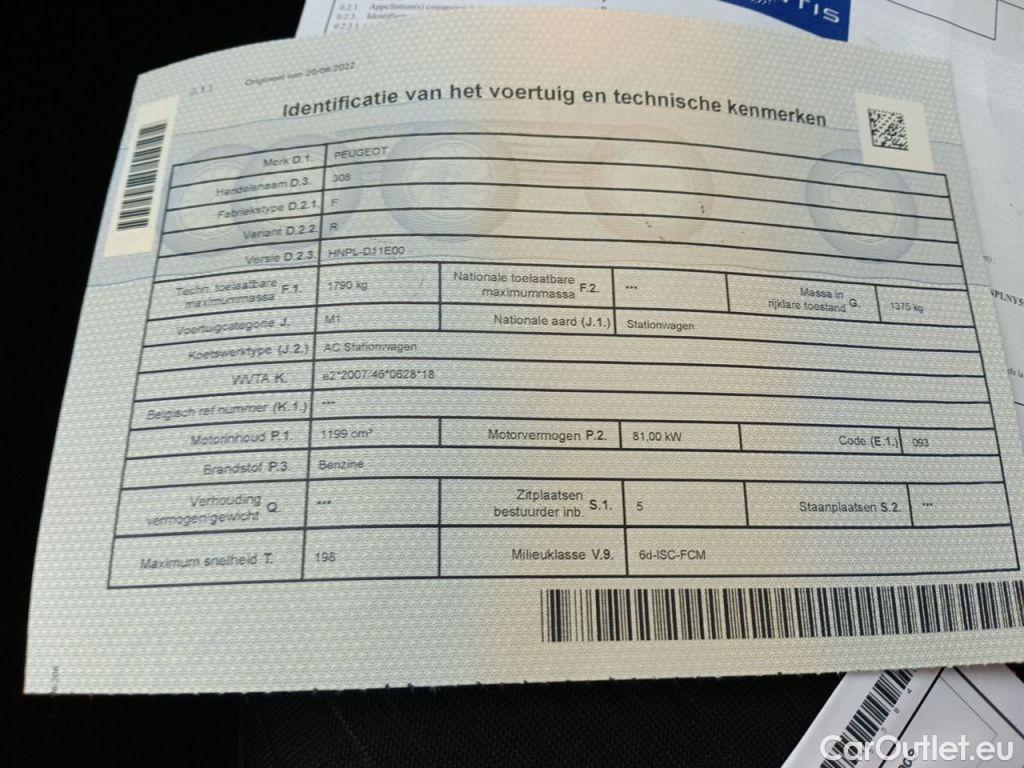 0.2.3.
NTIS
Origineel van 20-06-2022
Identificatie van het voertuig en technische kenmerken
Merk D.1. PEUGEOT
Handelsnaam D.3. 308
Fabriekstype D.2.1. F
Variant D.2.2. R
Versie D.2.3. HNPL-D11E00
Techn. toelaatbare maximummassa F.1. 1790 kg Nationale toelaatbare maximummassa F.2. *** Massa in rijklare toestand G. 1375 kg
Voertuigcategorie J. M1 Nationale aard (J.1.) Stationwagen
Koetswerktype (J.2.) AC Stationwagen
WVTA K. e2*2007/46*0628*18
Belgisch ref nummer (K.1.) ***
Motorinhoud P.1. 1199 cm³ Motorvermogen P.2. 81,00 kW Code (E.1.) 093
Brandstof P.3. Benzine
Verhouding vermogen/gewicht Q. *** Zitplaatsen bestuurder inb. S.1. 5 Staanplaatsen S.2. ***
Maximum snelheid T. 198 Milieuklasse V.9. 6d-ISC-FCM
CarOutlet.eu